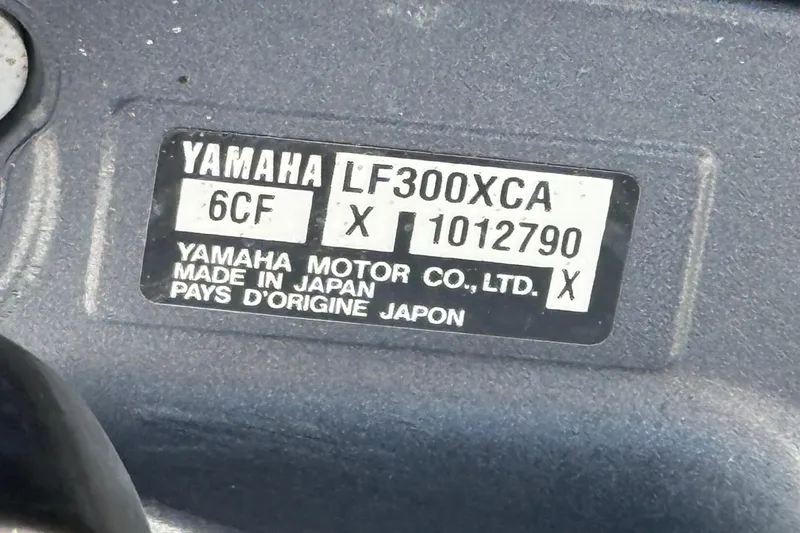 YAMAHA LF300XCA
6CF X 1012790
YAMAHA MOTOR CO., LTD. X
MADE IN JAPAN
PAYS D'ORIGINE JAPON